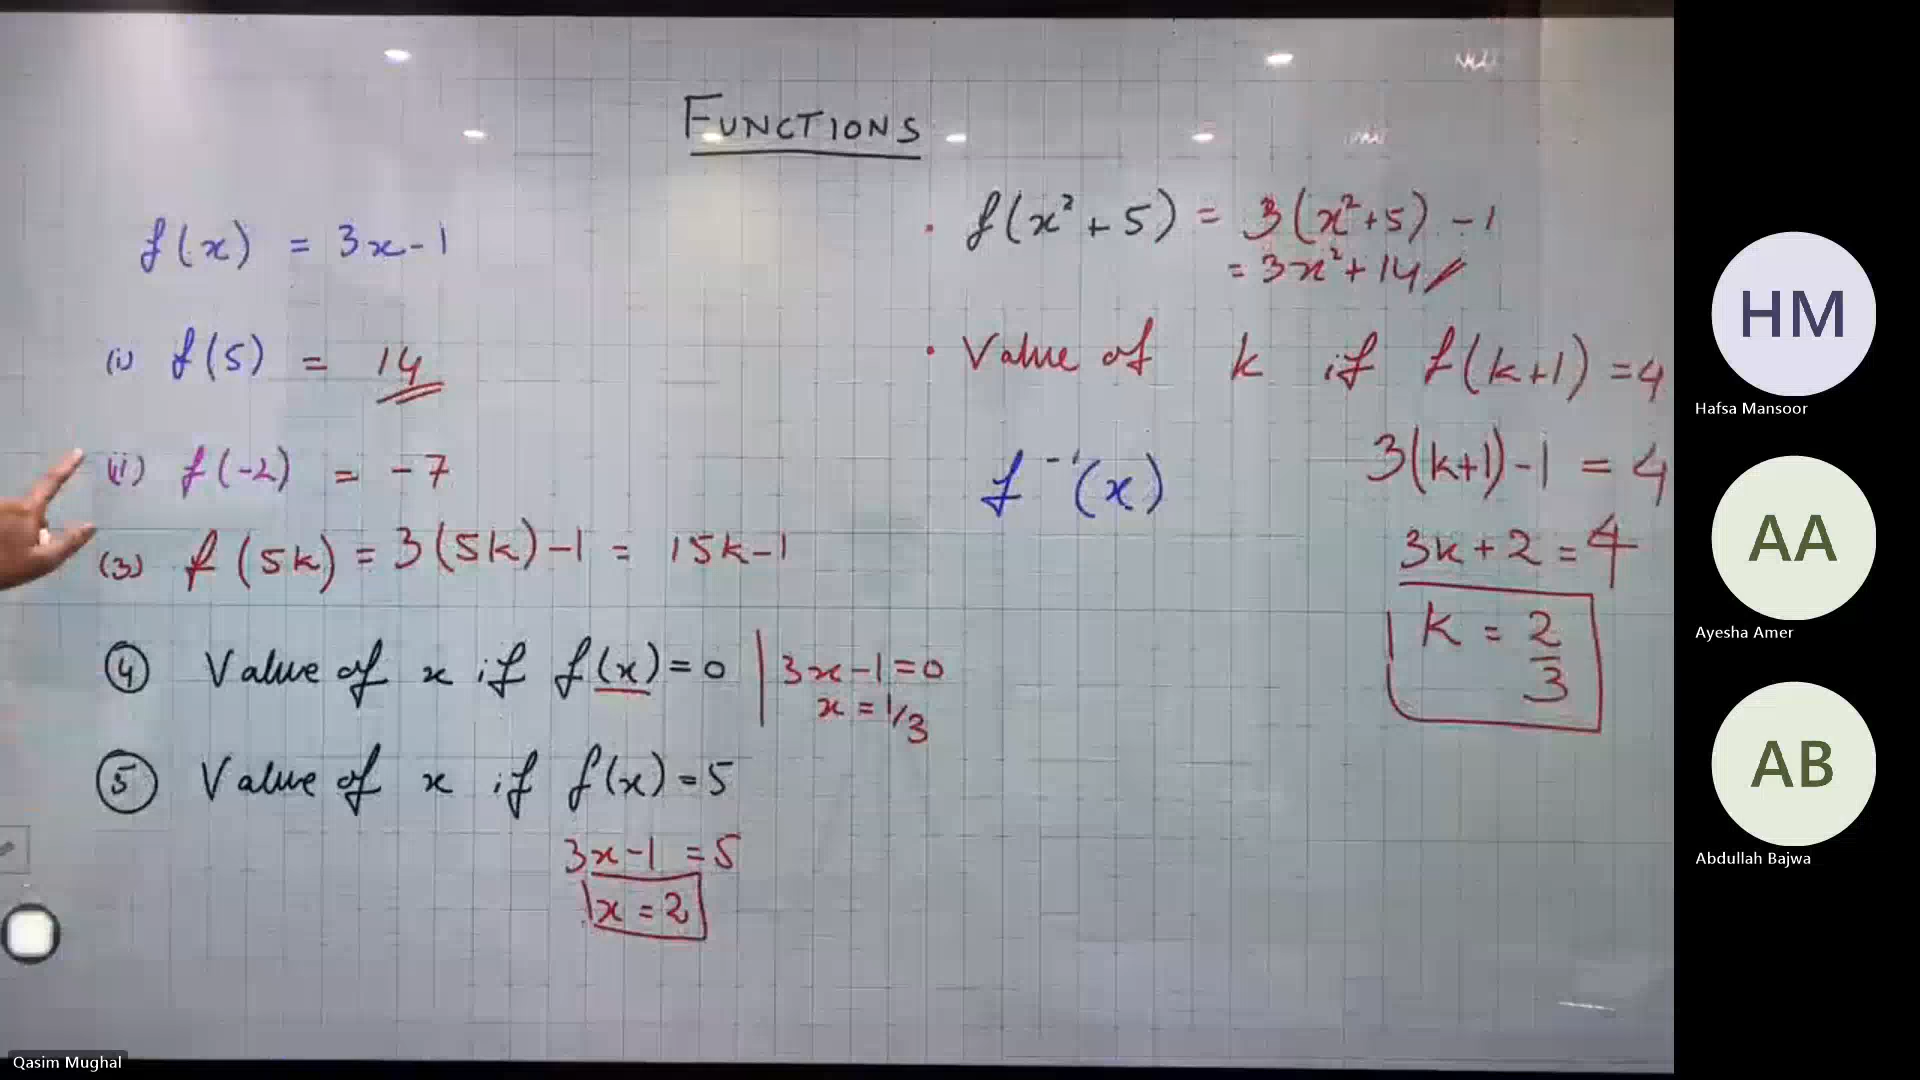 FUNCTIONS
f(x) = 3x-1
(i) f(5) = 14
(ii) f(-2) = -7
(3) f(5k) = 3(5k)-1 = 15k-1
④ Value of x if f(x)=0 | 3x-1=0
x = 1/3
⑤ Value of x if f(x)=5
3x-1 = 5
x = 2
• f(x²+5) = 3(x²+5) -1
= 3x²+14
• Value of k if f(k+1) =4
3(k+1)-1 = 4
3k+2=4
k = 2/3
f⁻¹(x)
HM
Hafsa Mansoor
AA
Ayesha Amer
AB
Abdullah Bajwa
Qasim Mughal